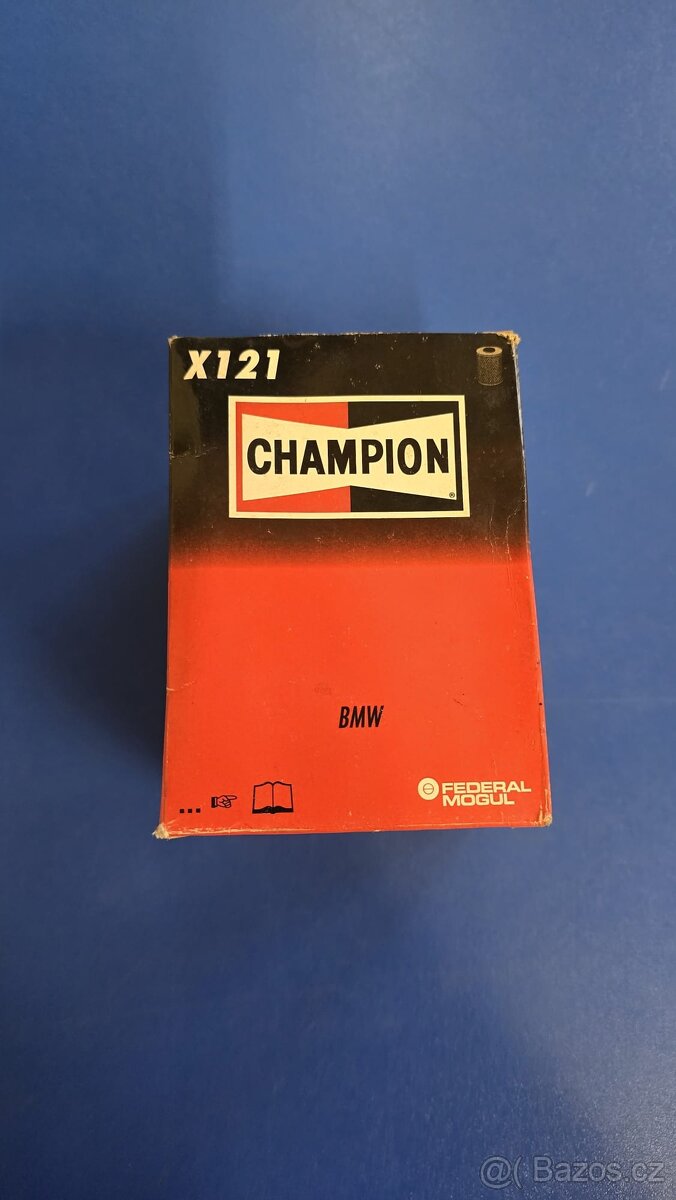 X121
CHAMPION
®
BMW
...
FEDERAL
MOGUL
@( Bazos.cz